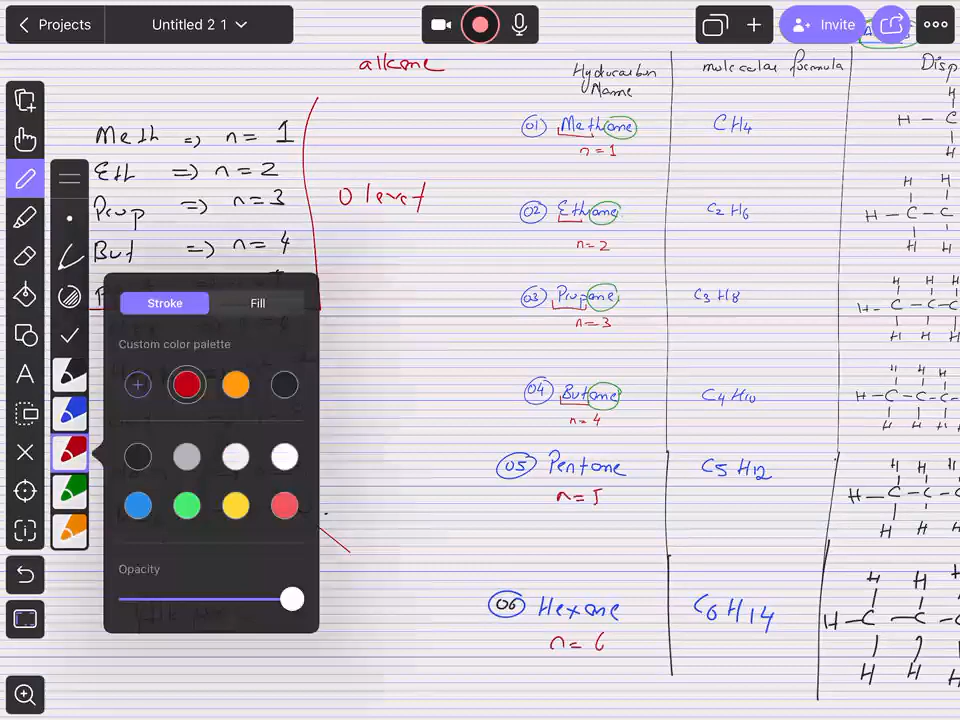 Projects
Untitled 2 1
Invite
alkane
Hydrocarbon Name
molecular formula
Disp
Meth => n = 1
Eth => n = 2
Prop => n = 3
But => n = 4
P
O level
01 Methane
n = 1
CH4
H
H — C
H
02 Ethane
n = 2
C2 H6
H H
H — C — C
H H
03 Propane
n = 3
C3 H8
H H H
H — C — C — C
H H H
04 Butane
n = 4
C4 H10
H H H
H — C — C — C
H H H
05 Pentane
n = 5
C5 H12
H H
H — C — C — C
H H H
06 Hexane
n = 6
C6 H14
H H H
H — C — C — C
H H H
Stroke
Fill
Custom color palette
Opacity
A